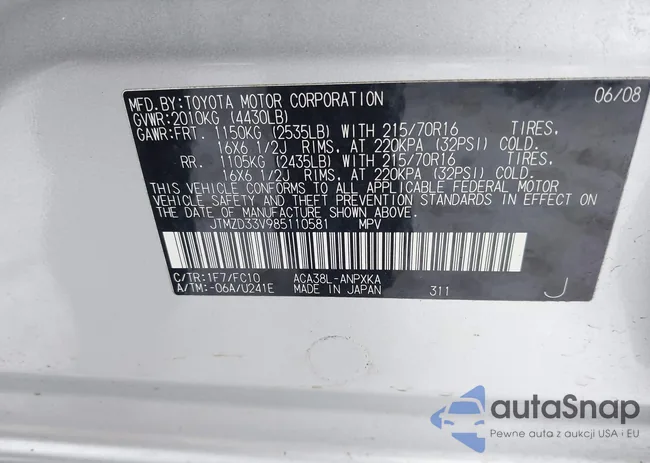 MFD.BY:TOYOTA MOTOR CORPORATION 06/08
GVWR:2010KG (4430LB)
GAWR:FRT. 1150KG (2535LB) WITH 215/70R16 TIRES,
16X6 1/2J RIMS, AT 220KPA (32PSI) COLD.
RR. 1105KG (2435LB) WITH 215/70R16 TIRES,
16X6 1/2J RIMS, AT 220KPA (32PSI) COLD.
THIS VEHICLE CONFORMS TO ALL APPLICABLE FEDERAL MOTOR
VEHICLE SAFETY AND THEFT PREVENTION STANDARDS IN EFFECT ON
THE DATE OF MANUFACTURE SHOWN ABOVE.
JTMZD33V985110581 MPV
C/TR:1F7/FC10 ACA38L-ANPXKA
A/TM:-06A/U241E MADE IN JAPAN 311 J
autaSnap
Pewne auta z aukcji USA i EU